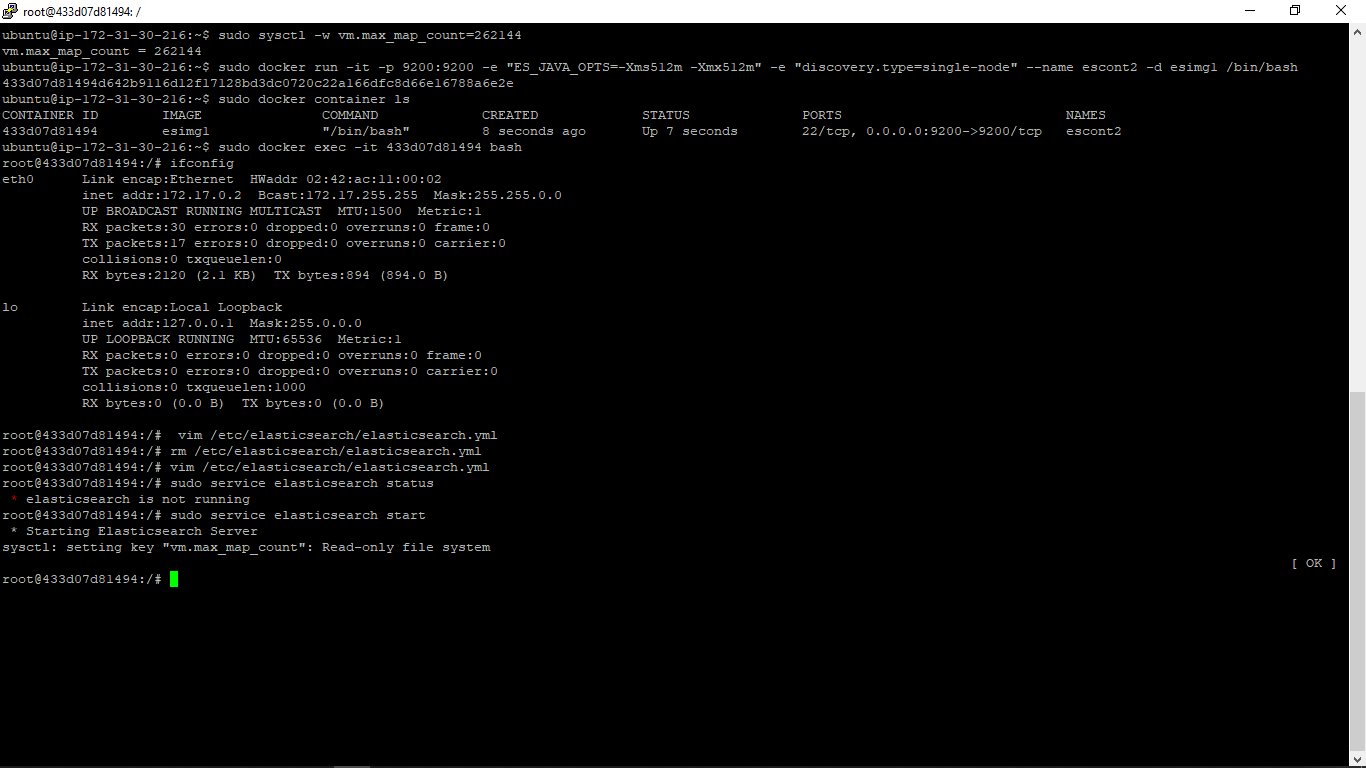 root@433d07d81494: /
ubuntu@ip-172-31-30-216:~$ sudo sysctl -w vm.max_map_count=262144
vm.max_map_count = 262144
ubuntu@ip-172-31-30-216:~$ sudo docker run -it -p 9200:9200 -e "ES_JAVA_OPTS=-Xms512m -Xmx512m" -e "discovery.type=single-node" --name escont2 -d esimg1 /bin/bash
433d07d81494d642b9116d12f17128bd3dc0720c22a166dfc8d66e16788a6e2e
ubuntu@ip-172-31-30-216:~$ sudo docker container ls
CONTAINER ID        IMAGE               COMMAND             CREATED             STATUS              PORTS                            NAMES
433d07d81494        esimg1              "/bin/bash"         8 seconds ago       Up 7 seconds        22/tcp, 0.0.0.0:9200->9200/tcp   escont2
ubuntu@ip-172-31-30-216:~$ sudo docker exec -it 433d07d81494 bash
root@433d07d81494:/# ifconfig
eth0      Link encap:Ethernet  HWaddr 02:42:ac:11:00:02
          inet addr:172.17.0.2  Bcast:172.17.255.255  Mask:255.255.0.0
          UP BROADCAST RUNNING MULTICAST  MTU:1500  Metric:1
          RX packets:30 errors:0 dropped:0 overruns:0 frame:0
          TX packets:17 errors:0 dropped:0 overruns:0 carrier:0
          collisions:0 txqueuelen:0
          RX bytes:2120 (2.1 KB)  TX bytes:894 (894.0 B)
lo        Link encap:Local Loopback
          inet addr:127.0.0.1  Mask:255.0.0.0
          UP LOOPBACK RUNNING  MTU:65536  Metric:1
          RX packets:0 errors:0 dropped:0 overruns:0 frame:0
          TX packets:0 errors:0 dropped:0 overruns:0 carrier:0
          collisions:0 txqueuelen:1000
          RX bytes:0 (0.0 B)  TX bytes:0 (0.0 B)
root@433d07d81494:/#  vim /etc/elasticsearch/elasticsearch.yml
root@433d07d81494:/# rm /etc/elasticsearch/elasticsearch.yml
root@433d07d81494:/# vim /etc/elasticsearch/elasticsearch.yml
root@433d07d81494:/# sudo service elasticsearch status
 * elasticsearch is not running
root@433d07d81494:/# sudo service elasticsearch start
 * Starting Elasticsearch Server
sysctl: setting key "vm.max_map_count": Read-only file system
[ OK ]
root@433d07d81494:/#